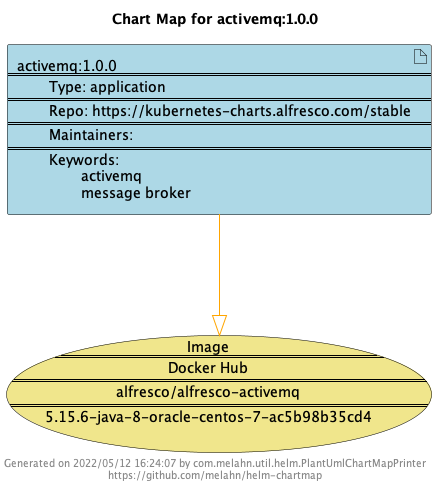 Chart Map for activemq:1.0.0
activemq:1.0.0
Type: application
Repo: https://kubernetes-charts.alfresco.com/stable
Maintainers:
Keywords:
activemq
message broker
Image
Docker Hub
alfresco/alfresco-activemq
5.15.6-java-8-oracle-centos-7-ac5b98b35cd4
Generated on 2022/05/12 16:24:07 by com.melahn.util.helm.PlantUmlChartMapPrinter
https://github.com/melahn/helm-chartmap